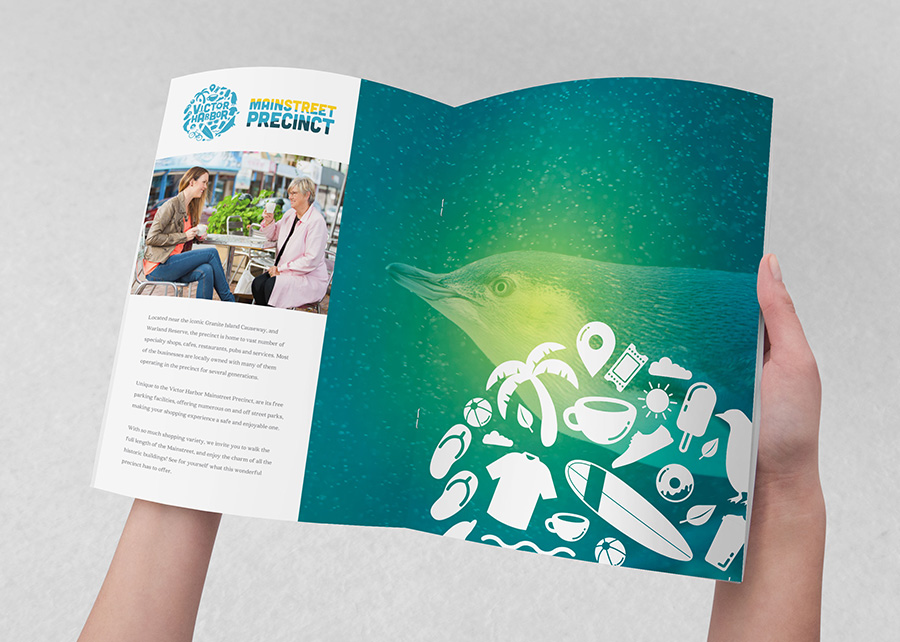 VICTOR
HARBOR
MAINSTREET
PRECINCT
Located near the iconic Granite Island Causeway, and
Warland Reserve, the precinct is home to vast number of
specialty shops, cafes, restaurants, pubs and services. Most
of the businesses are locally owned with many of them
operating in the precinct for several generations.
Unique to the Victor Harbor Mainstreet Precinct, are its free
parking facilities, offering numerous on and off street parks,
making your shopping experience a safe and enjoyable one.
With so much shopping variety, we invite you to walk the
full length of the Mainstreet, and enjoy the charm of all the
historic buildings! See for yourself what this wonderful
precinct has to offer.